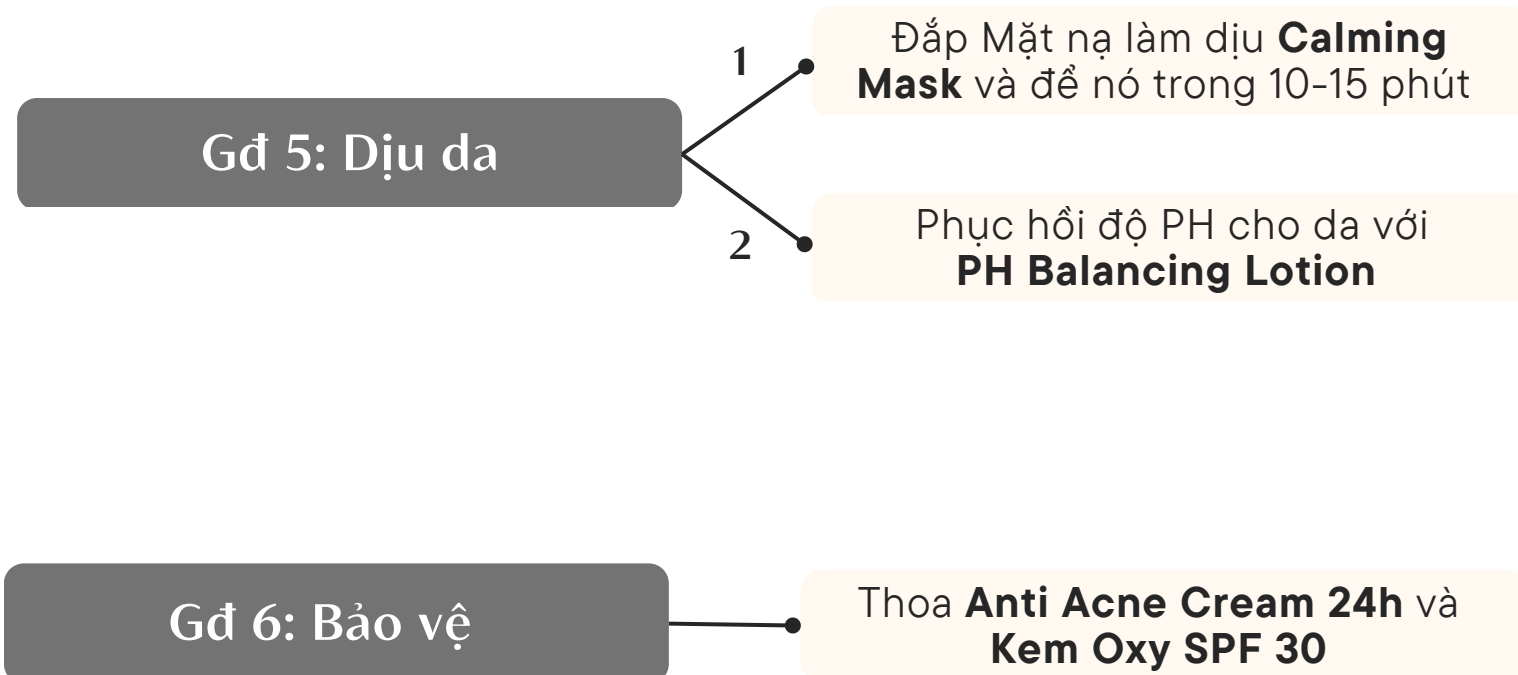 Gđ 5: Dịu da
1
Đắp Mặt nạ làm dịu Calming
Mask và để nó trong 10-15 phút
2
Phục hồi độ PH cho da với
PH Balancing Lotion
Gđ 6: Bảo vệ
Thoa Anti Acne Cream 24h và
Kem Oxy SPF 30